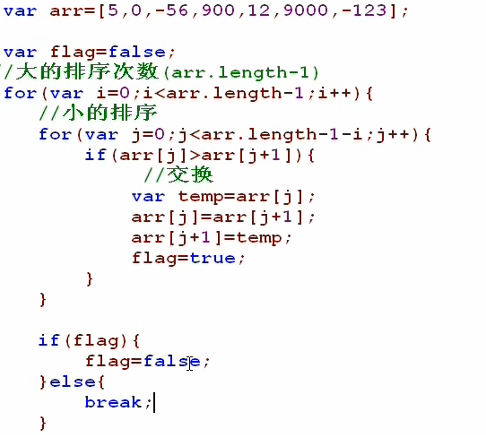 var arr=[5,0,-56,900,12,9000,-123];
var flag=false;
//大的排序次数(arr.length-1)
for(var i=0;i<arr.length-1;i++){
//小的排序
for(var j=0;j<arr.length-1-i;j++){
if(arr[j]>arr[j+1]){
//交换
var temp=arr[j];
arr[j]=arr[j+1];
arr[j+1]=temp;
flag=true;
}
}
if(flag){
flag=false;
}else{
break;
}